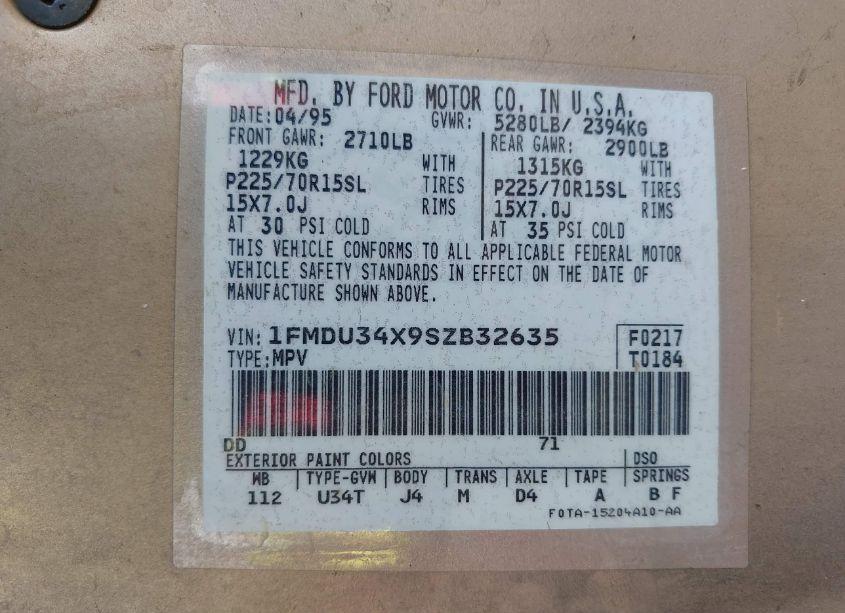 MFD. BY FORD MOTOR CO. IN U.S.A.
DATE: 04/95 GVWR: 5280LB/ 2394KG
FRONT GAWR: 2710LB REAR GAWR: 2900LB
1229KG WITH 1315KG WITH
P225/70R15SL TIRES P225/70R15SL TIRES
15X7.0J RIMS 15X7.0J RIMS
AT 30 PSI COLD AT 35 PSI COLD
THIS VEHICLE CONFORMS TO ALL APPLICABLE FEDERAL MOTOR
VEHICLE SAFETY STANDARDS IN EFFECT ON THE DATE OF
MANUFACTURE SHOWN ABOVE.
VIN: 1FMDU34X9SZB32635 F0217
TYPE: MPV T0184
DD 71
EXTERIOR PAINT COLORS DSO
WB TYPE-GVW BODY TRANS AXLE TAPE SPRINGS
112 U34T J4 M D4 A B F
F0TA-15204A10-AA